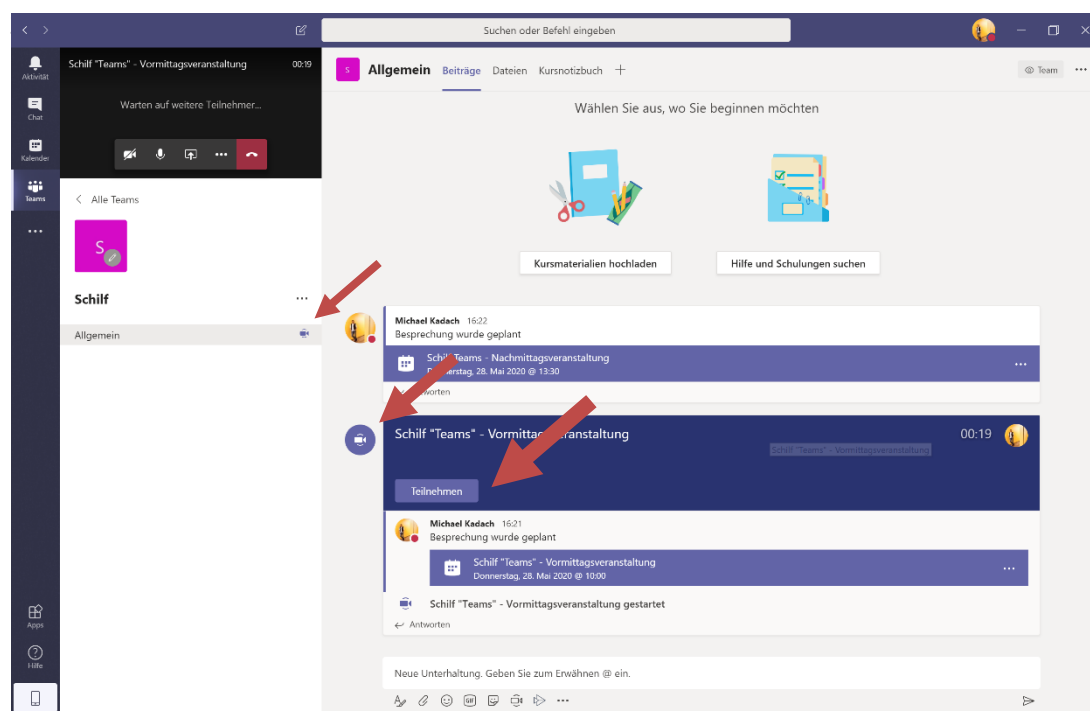 Suchen oder Befehl eingeben
Aktivität
Chat
Kalender
Teams
Apps
Hilfe
Schilf "Teams" - Vormittagsveranstaltung 00:19
Warten auf weitere Teilnehmer...
< Alle Teams
S
Schilf
Allgemein
S Allgemein Beiträge Dateien Kursnotizbuch + Team
Wählen Sie aus, wo Sie beginnen möchten
Kursmaterialien hochladen Hilfe und Schulungen suchen
Michael Kadach 16:22
Besprechung wurde geplant
Teams - Nachmittagsveranstaltung
28. Mai 2020 @ 13:30
Schilf "Teams" - 00:19
Schilf "Teams" - Vormittagsveranstaltung
Teilnehmen
Michael Kadach 16:21
Besprechung wurde geplant
Schilf "Teams" - Vormittagsveranstaltung
Donnerstag, 28. Mai 2020 @ 10:00
Schilf "Teams" - Vormittagsveranstaltung gestartet
Antworten
Neue Unterhaltung. Geben Sie zum Erwähnen @ ein.
GIF